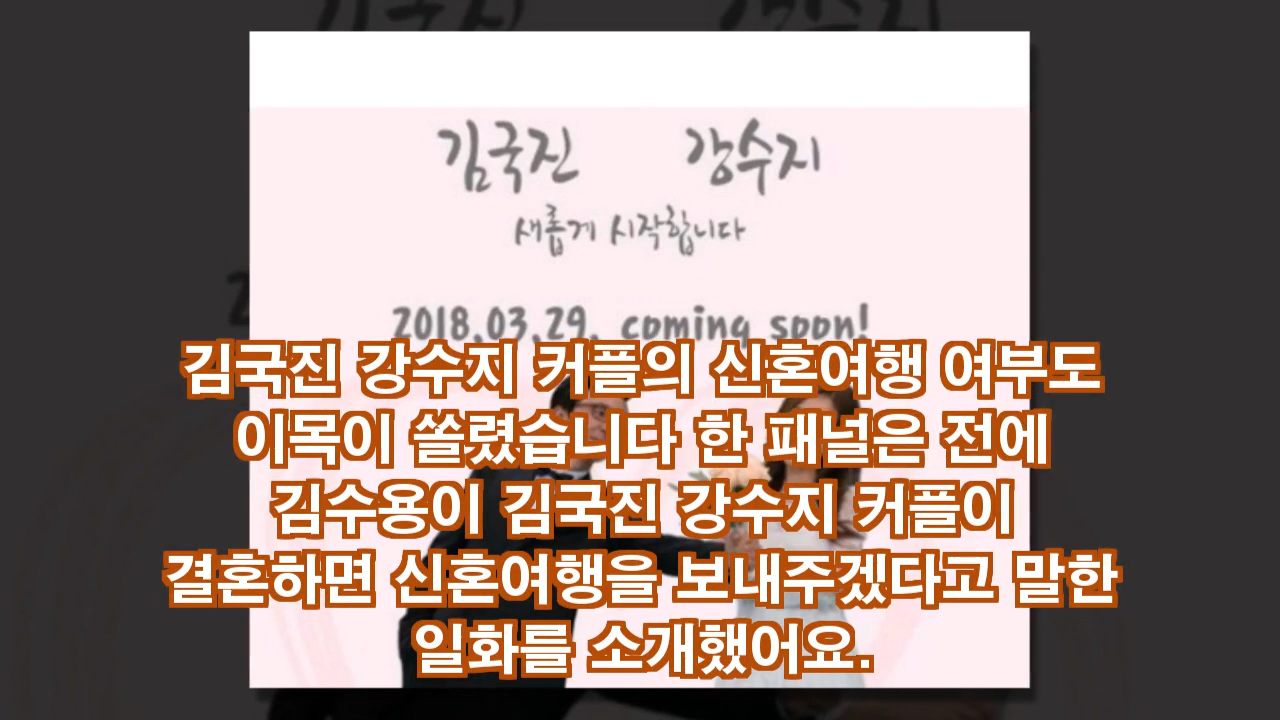 김국진 강수지
새롭게 시작합니다
2018.03.29. coming soon!
김국진 강수지 커플의 신혼여행 여부도
이목이 쏠렸습니다 한 패널은 전에
김수용이 김국진 강수지 커플이
결혼하면 신혼여행을 보내주겠다고 말한
일화를 소개했어요.